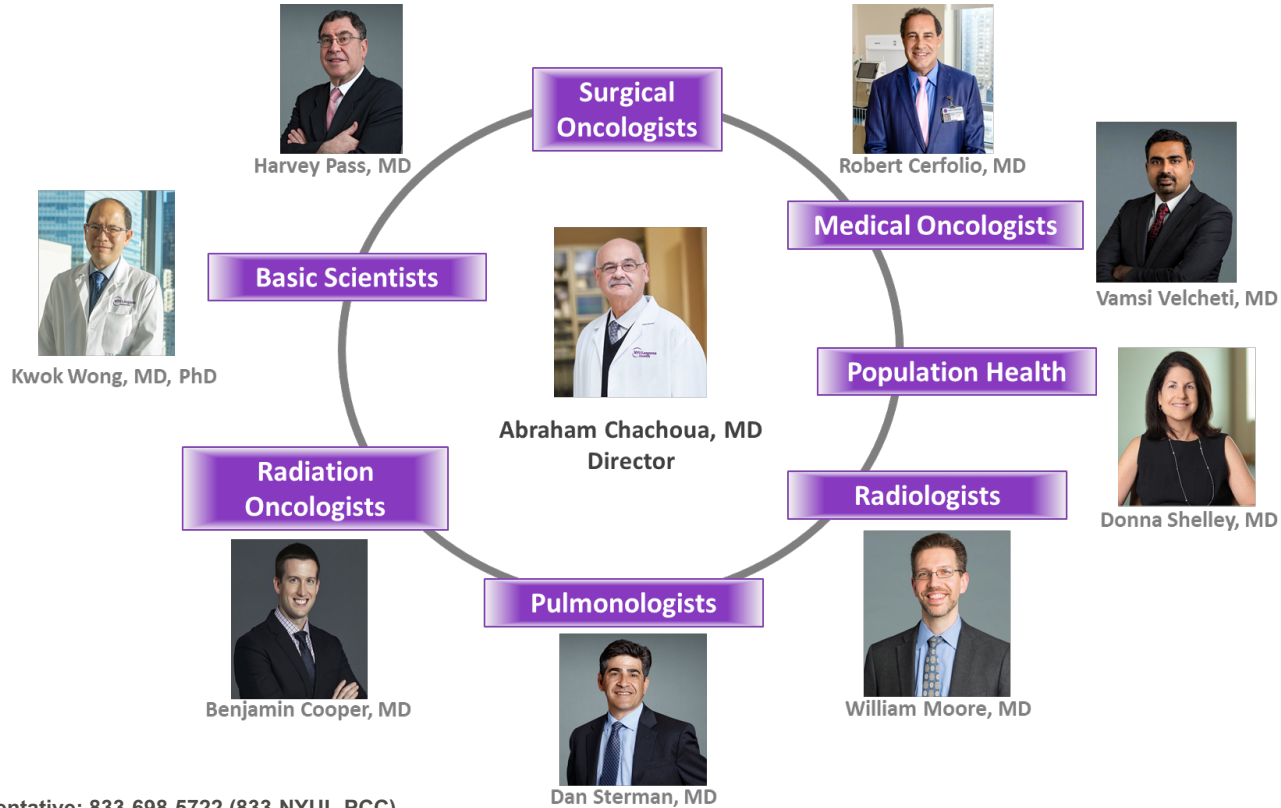 Surgical
Oncologists
Harvey Pass, MD
Robert Cerfolio, MD
Medical Oncologists
Vamsi Velcheti, MD
Basic Scientists
Kwok Wong, MD, PhD
Population Health
Abraham Chachoua, MD
Director
Radiation
Oncologists
Radiologists
Donna Shelley, MD
Pulmonologists
Benjamin Cooper, MD
William Moore, MD
Dan Sterman, MD